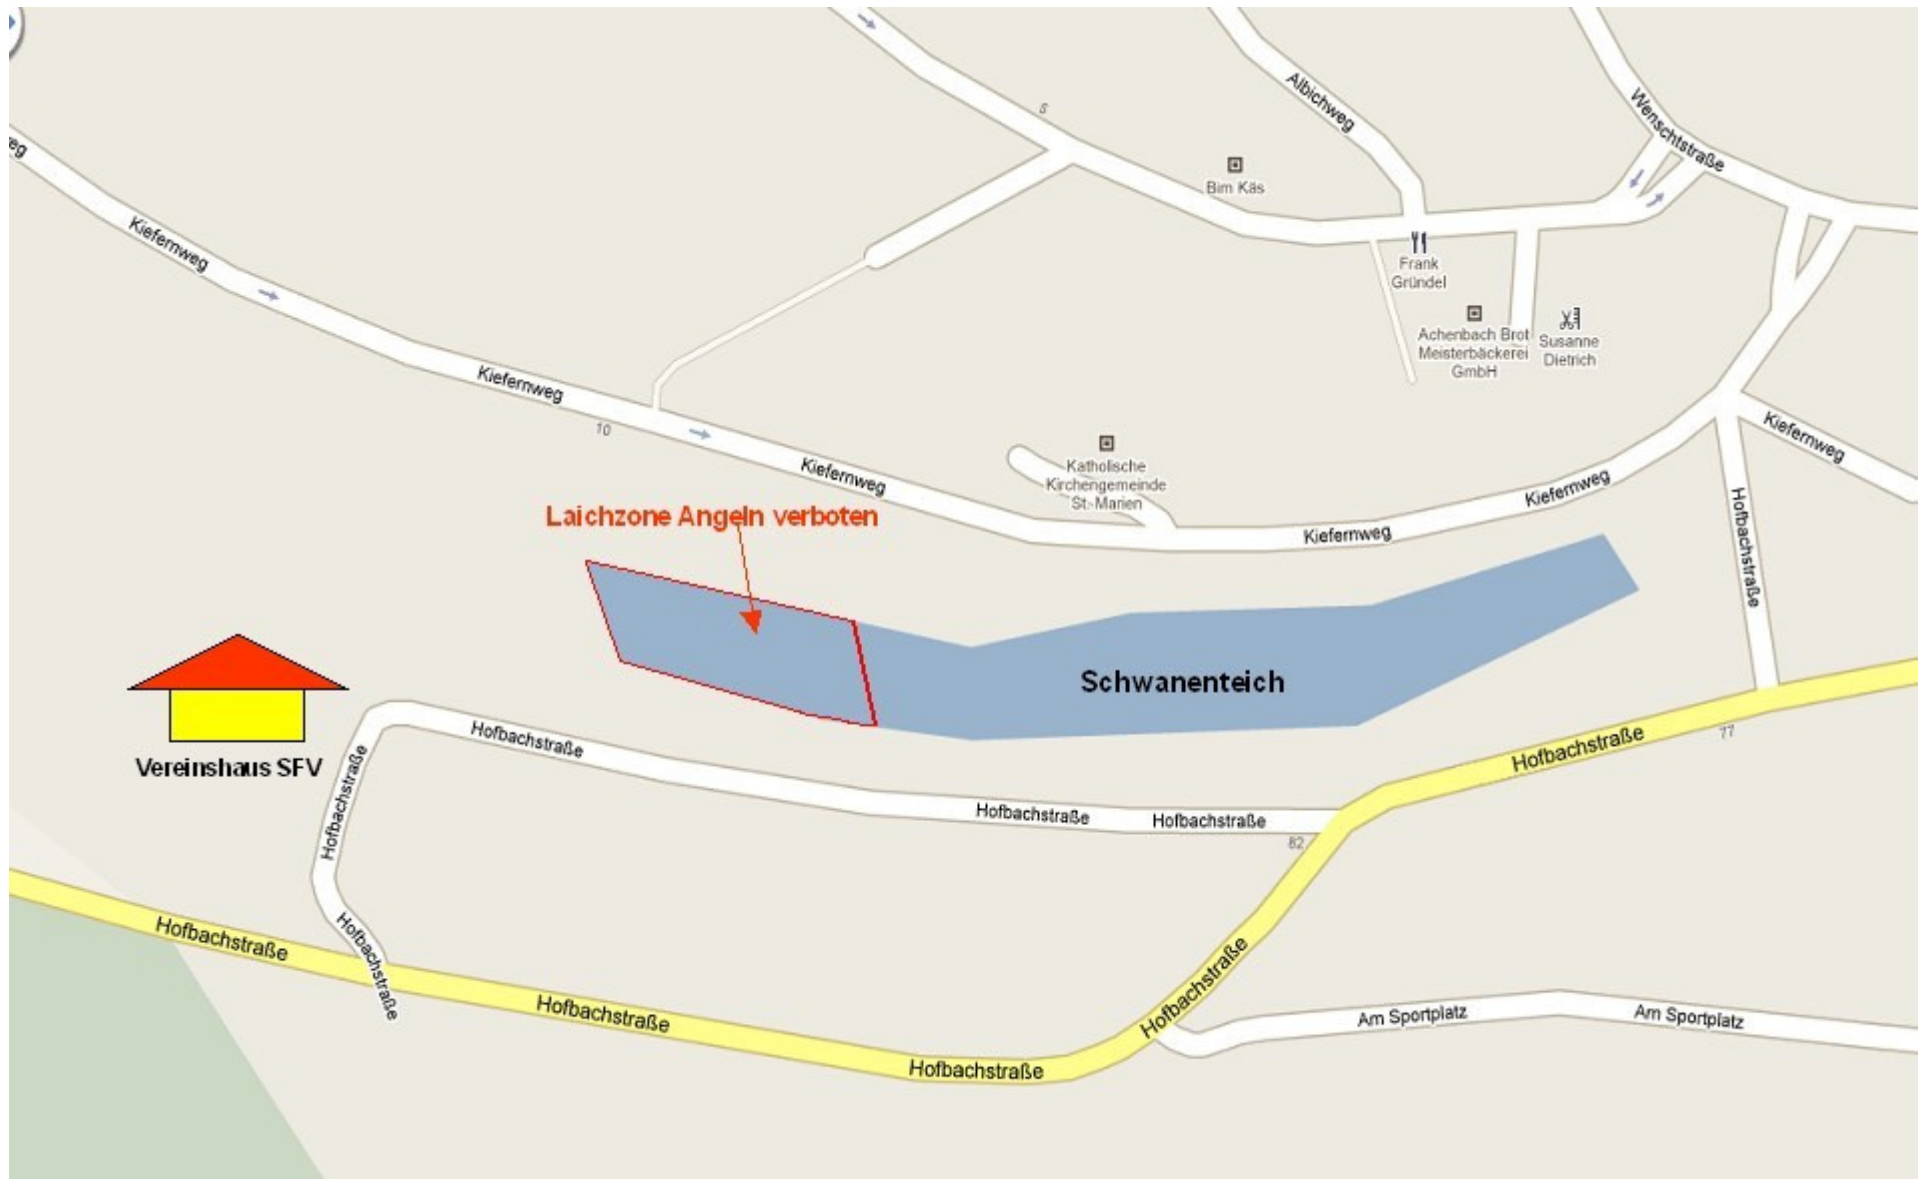 5
Albichweg
Wenschtstraße
eg
Bim Käs
Kiefernweg
Frank
Gründel
Achenbach Brot
Meisterbäckerei
GmbH
Susanne
Dietrich
Kiefernweg
10
Kiefernweg
Katholische
Kirchengemeinde
St.-Marien
Kiefernweg
Kiefernweg
Kiefernweg
Hofbachstraße
Laichzone Angeln verboten
Schwanenteich
Vereinshaus SFV
Hofbachstraße
Hofbachstraße
Hofbachstraße
77
Hofbachstraße
Hofbachstraße
82
Hofbachstraße
Hofbachstraße
Hofbachstraße
Hofbachstraße
Hofbachstraße
Am Sportplatz
Am Sportplatz
Hofbachstraße